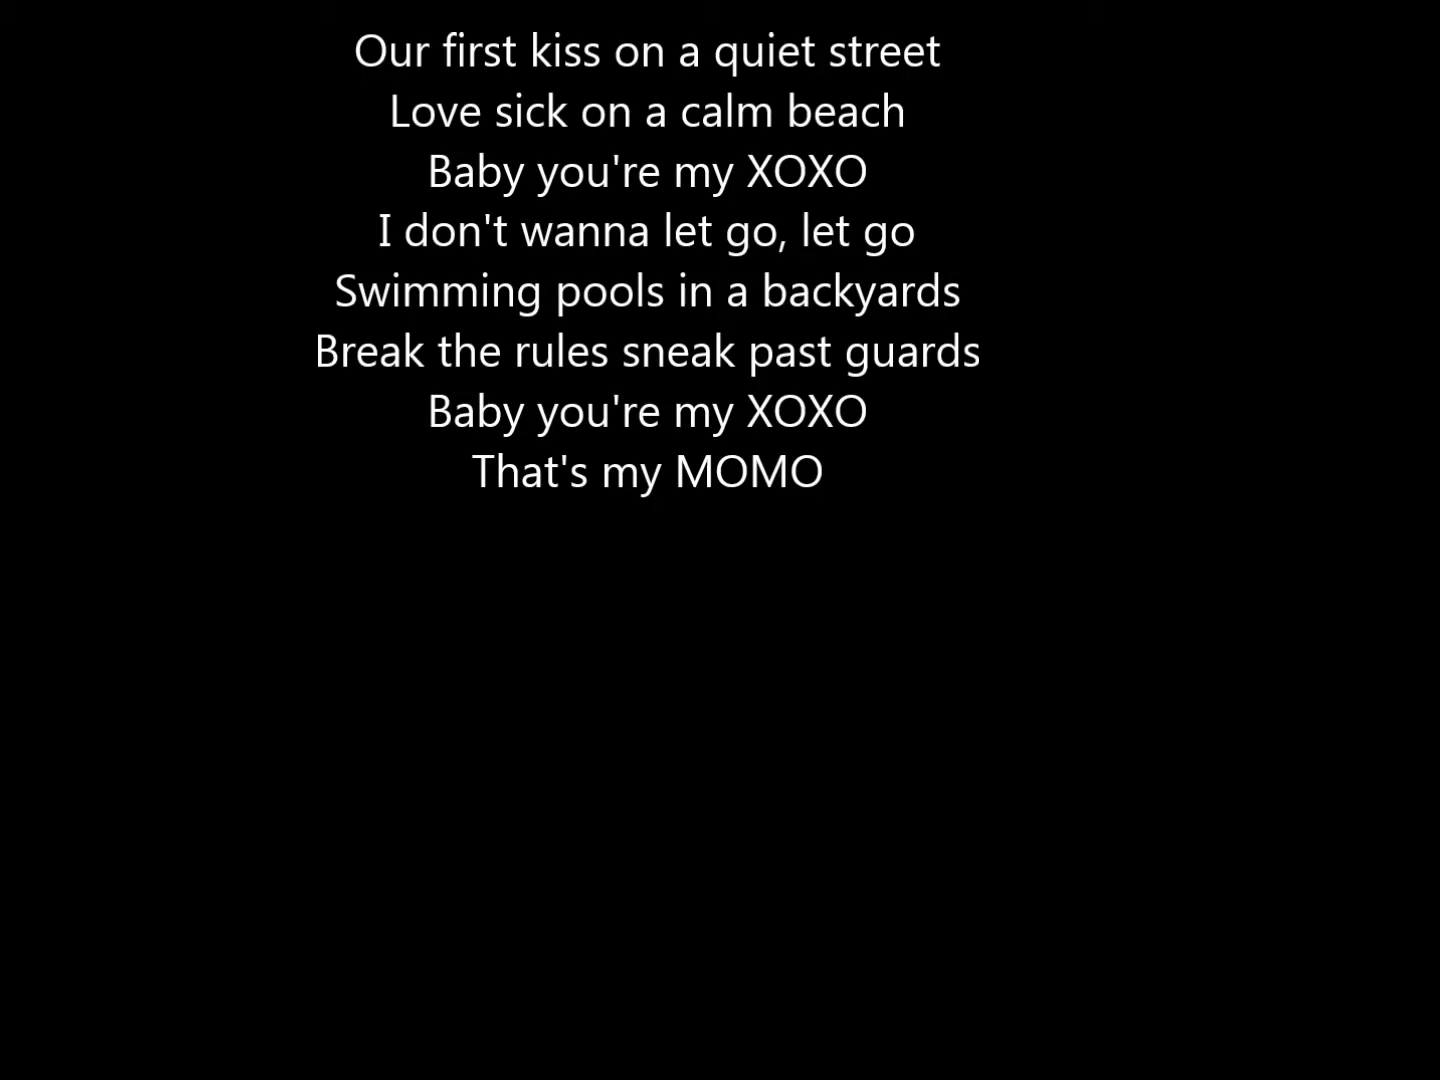 Our first kiss on a quiet street
Love sick on a calm beach
Baby you're my XOXO
I don't wanna let go, let go
Swimming pools in a backyards
Break the rules sneak past guards
Baby you're my XOXO
That's my MOMO